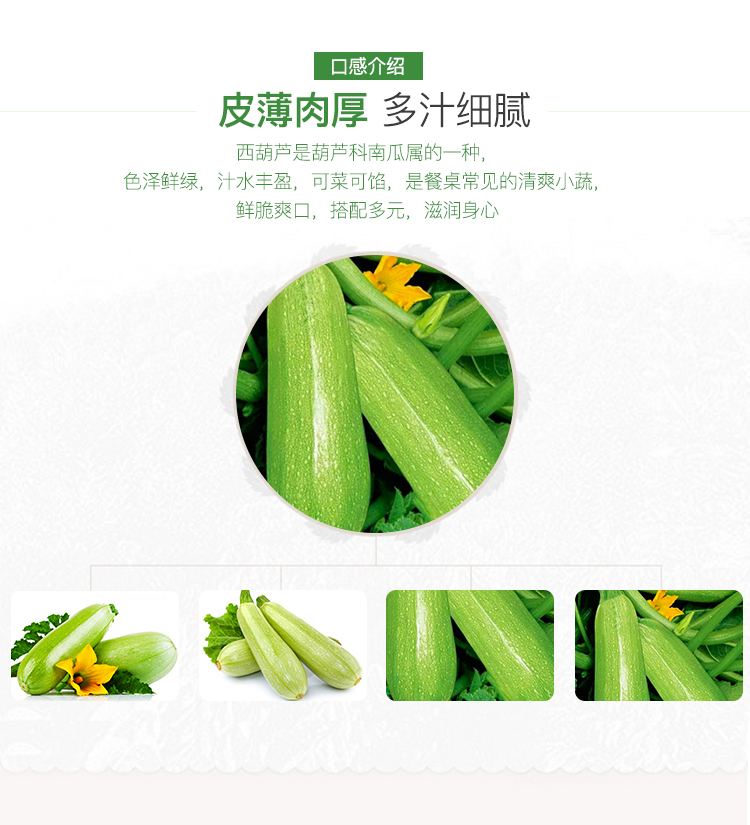 口感介绍
皮薄肉厚 多汁细腻
西葫芦是葫芦科南瓜属的一种，
色泽鲜绿，汁水丰盈，可菜可馅，是餐桌常见的清爽小蔬，
鲜脆爽口，搭配多元，滋润身心